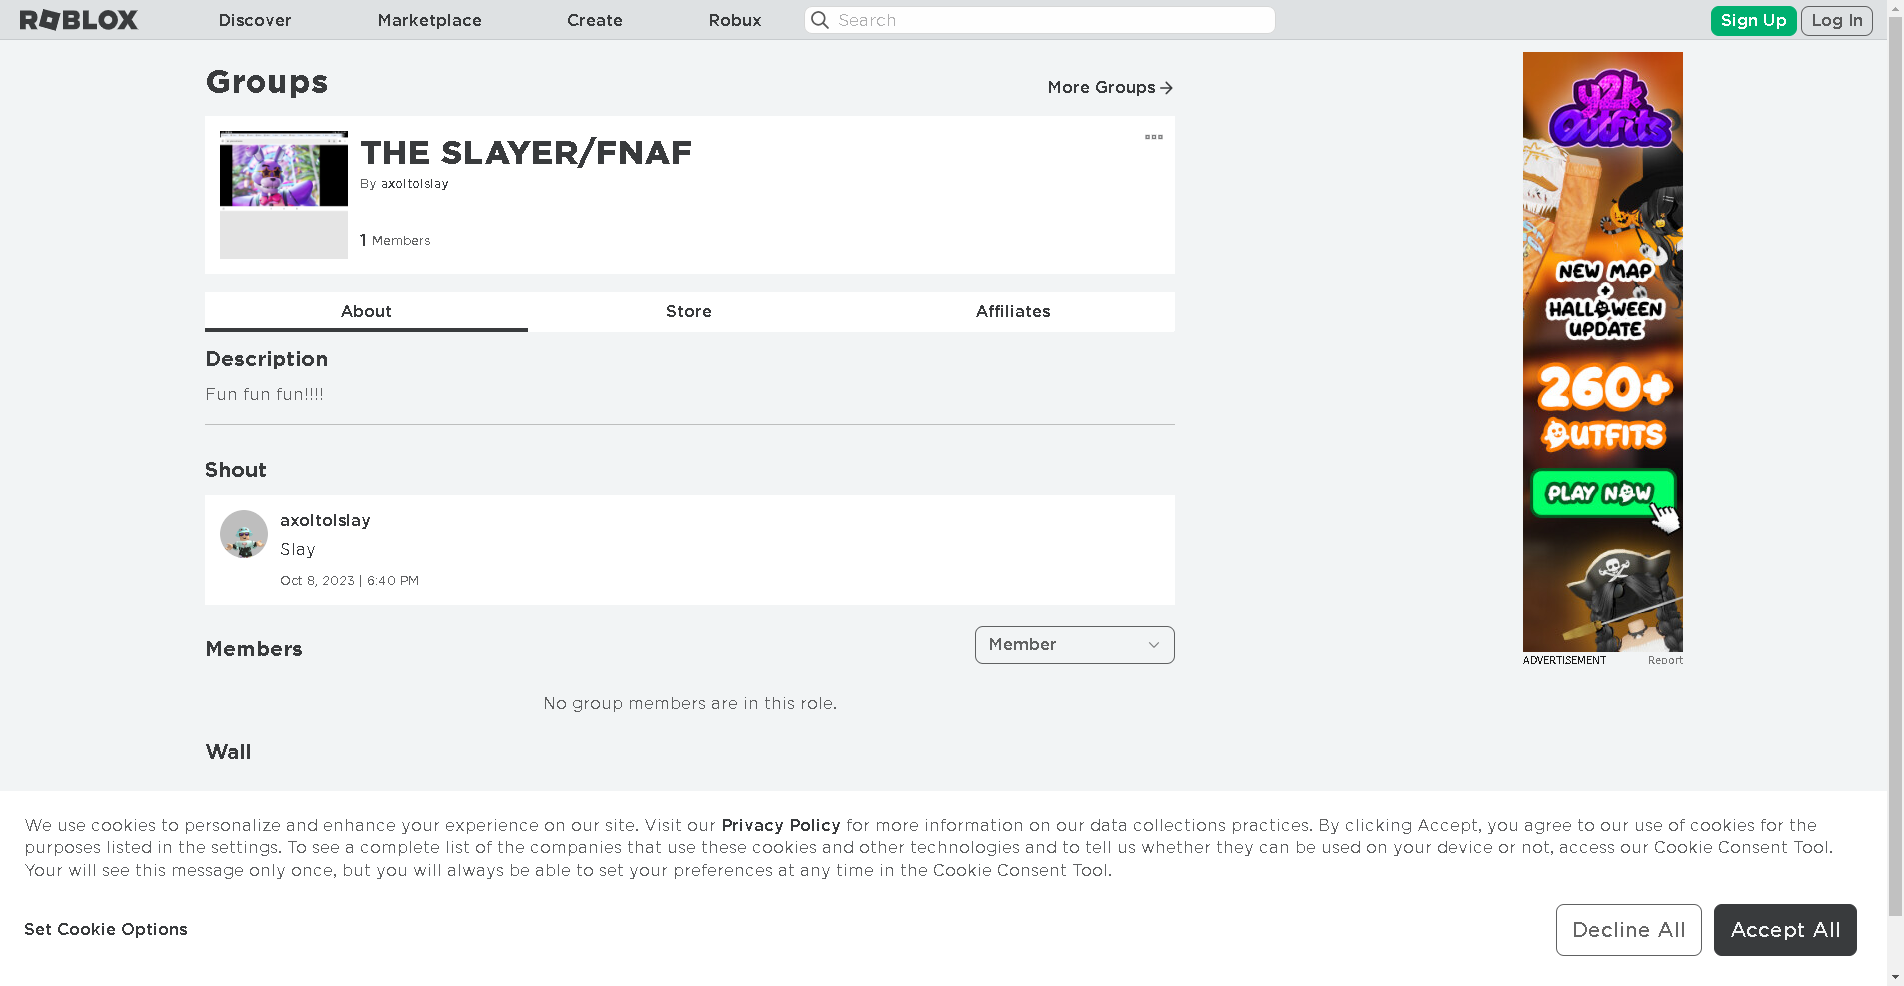 ROBLOX Discover Marketplace Create Robux Search Sign Up Log In
Groups
More Groups
THE SLAYER/FNAF
By axoltolslay
1 Members
About Store Affiliates
Description
Fun fun fun!!!!
Shout
axoltolslay
Slay
Oct 8, 2023 | 6:40 PM
Members
Member
No group members are in this role.
Wall
y2k
Outfits
NEW MAP
+
HALLOWEEN
UPDATE
260+
OUTFITS
PLAY NOW
ADVERTISEMENT Report
We use cookies to personalize and enhance your experience on our site. Visit our Privacy Policy for more information on our data collections practices. By clicking Accept, you agree to our use of cookies for the
purposes listed in the settings. To see a complete list of the companies that use these cookies and other technologies and to tell us whether they can be used on your device or not, access our Cookie Consent Tool.
Your will see this message only once, but you will always be able to set your preferences at any time in the Cookie Consent Tool.
Set Cookie Options
Decline All Accept All